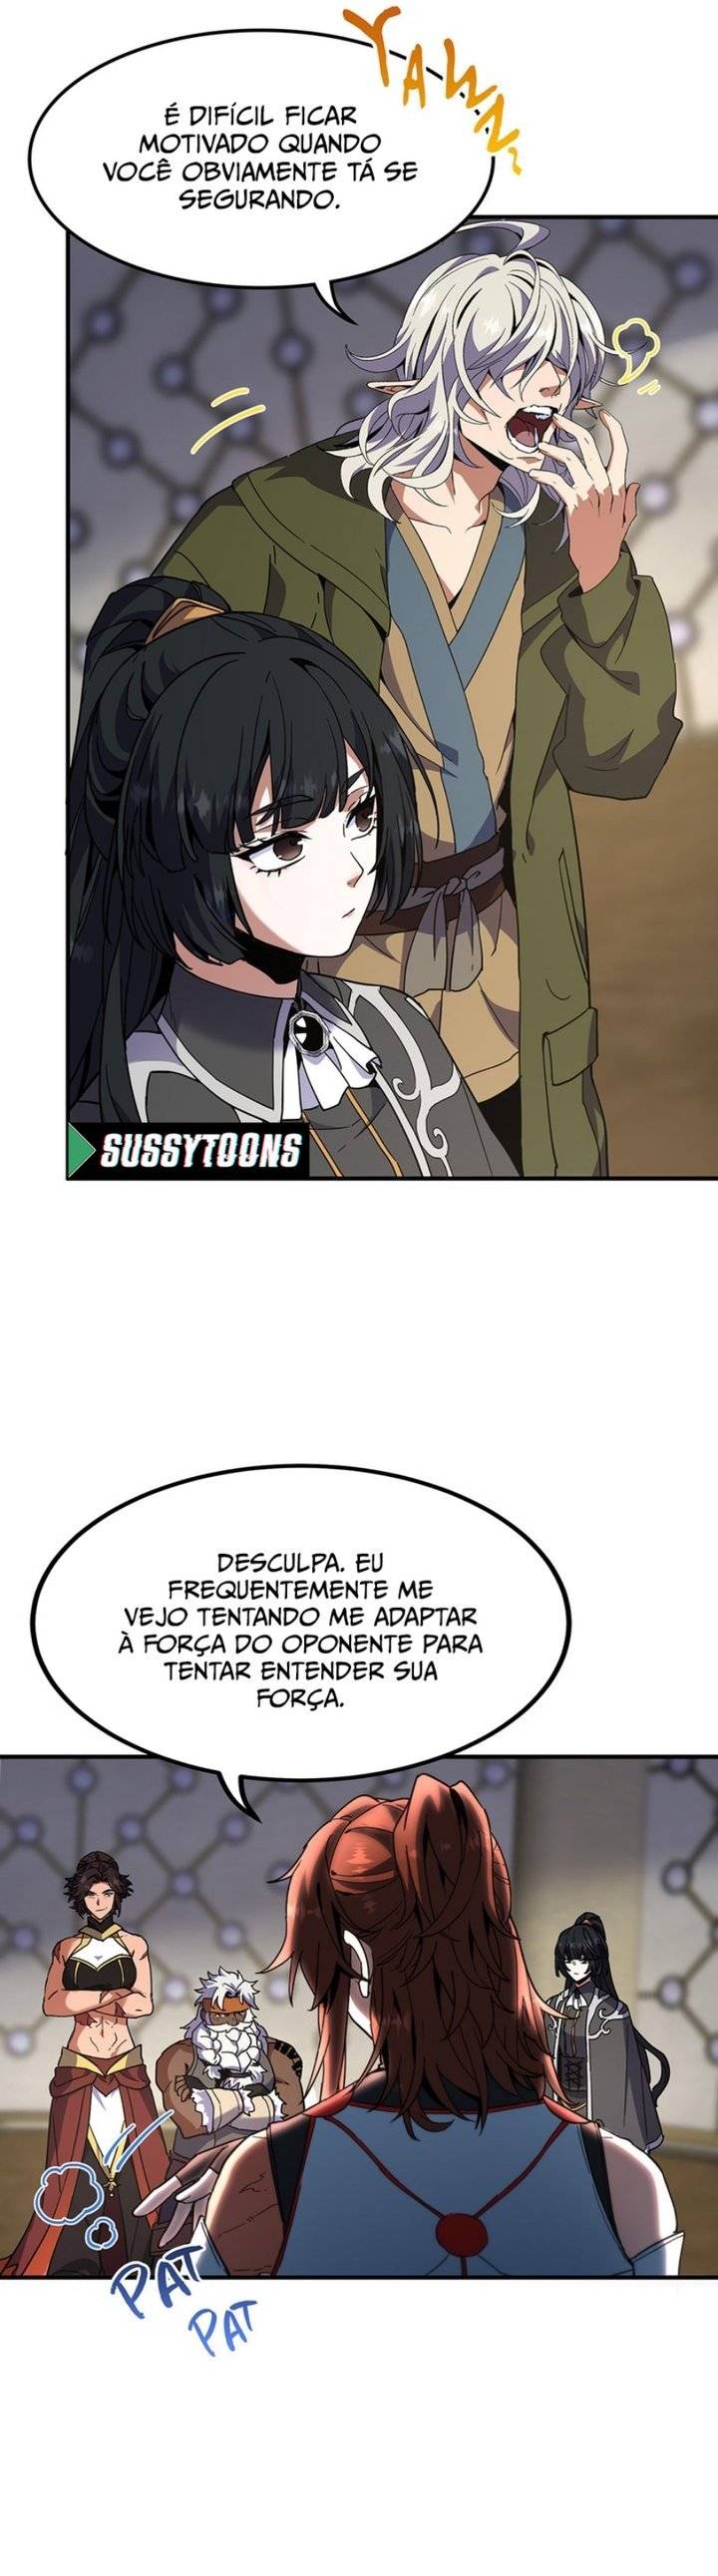 YAWN
É DIFÍCIL FICAR
MOTIVADO QUANDO
VOCÊ OBVIAMENTE TÁ SE
SEGURANDO.
SUSSYTOONS
DESCULPA. EU
FREQUENTEMENTE ME
VEJO TENTANDO ME ADAPTAR
À FORÇA DO OPONENTE PARA
TENTAR ENTENDER SUA
FORÇA.
PAT
PAT